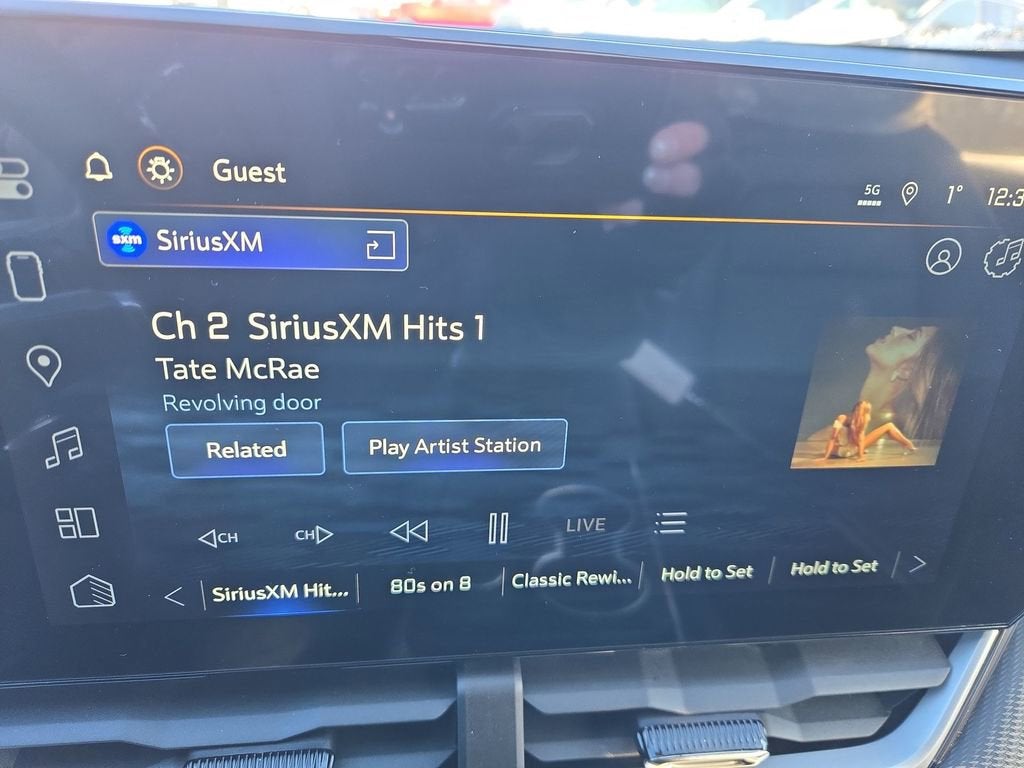 Guest
5G 1° 12:3
sxm SiriusXM
Ch 2 SiriusXM Hits 1
Tate McRae
Revolving door
Related Play Artist Station
CH CH LIVE
SiriusXM Hit... 80s on 8 Classic Rewi... Hold to Set Hold to Set